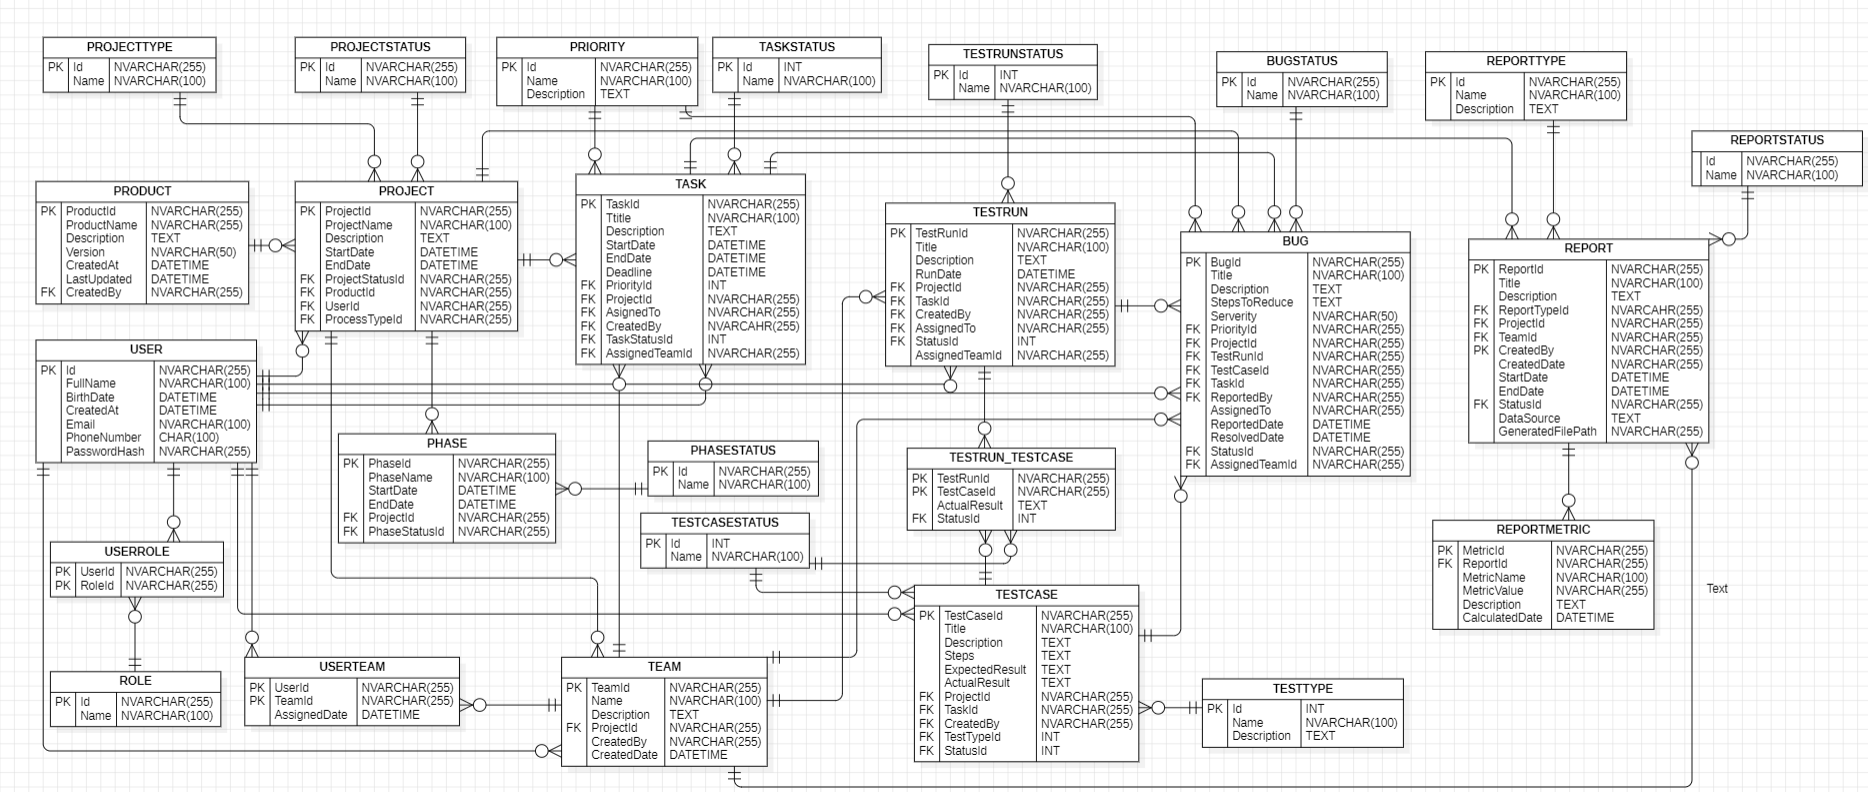 PROJECTTYPE
PK Id NVARCHAR(255)
Name NVARCHAR(100)
PROJECTSTATUS
PK Id NVARCHAR(255)
Name NVARCHAR(100)
PRIORITY
PK Id NVARCHAR(255)
Name NVARCHAR(100)
Description TEXT
TASKSTATUS
PK Id INT
Name NVARCHAR(100)
TESTRUNSTATUS
PK Id INT
Name NVARCHAR(100)
BUGSTATUS
PK Id NVARCHAR(255)
Name NVARCHAR(100)
REPORTTYPE
PK Id NVARCHAR(255)
Name NVARCHAR(100)
Description TEXT
REPORTSTATUS
Id NVARCHAR(255)
Name NVARCHAR(100)
PRODUCT
PK ProductId NVARCHAR(255)
ProductName NVARCHAR(255)
Description TEXT
Version NVARCHAR(50)
CreatedAt DATETIME
LastUpdated DATETIME
FK CreatedBy NVARCHAR(255)
PROJECT
PK ProjectId NVARCHAR(255)
ProjectName NVARCHAR(100)
Description TEXT
StartDate DATETIME
EndDate DATETIME
FK ProjectStatusId NVARCHAR(255)
FK ProductId NVARCHAR(255)
FK UserId NVARCHAR(255)
FK ProcessTypeId NVARCHAR(255)
TASK
PK TaskId NVARCHAR(255)
Ttitle NVARCHAR(100)
Description TEXT
StartDate DATETIME
EndDate DATETIME
Deadline DATETIME
FK PriorityId INT
FK ProjectId NVARCHAR(255)
FK AsignedTo NVARCHAR(255)
FK CreatedBy NVARCAHR(255)
FK TaskStatusId INT
FK AssignedTeamId NVARCHAR(255)
TESTRUN
PK TestRunId NVARCHAR(255)
Title NVARCHAR(100)
Description TEXT
RunDate DATETIME
FK ProjectId NVARCHAR(255)
FK TaskId NVARCHAR(255)
FK CreatedBy NVARCHAR(255)
FK AssignedTo NVARCHAR(255)
FK StatusId INT
AssignedTeamId NVARCHAR(255)
BUG
PK BugId NVARCHAR(255)
Title NVARCHAR(100)
Description TEXT
StepsToReduce TEXT
Serverity NVARCHAR(50)
FK PriorityId NVARCHAR(255)
FK ProjectId NVARCHAR(255)
FK TestRunId NVARCHAR(255)
FK TestCaseId NVARCHAR(255)
FK TaskId NVARCHAR(255)
FK ReportedBy NVARCHAR(255)
AssignedTo NVARCHAR(255)
ReportedDate DATETIME
ResolvedDate DATETIME
FK StatusId NVARCHAR(255)
FK AssignedTeamId NVARCHAR(255)
REPORT
PK ReportId NVARCHAR(255)
Title NVARCHAR(100)
Description TEXT
FK ReportTypeId NVARCAHR(255)
FK ProjectId NVARCHAR(255)
FK TeamId NVARCHAR(255)
PK CreatedBy NVARCHAR(255)
CreatedDate NVARCHAR(255)
StartDate DATETIME
EndDate DATETIME
FK StatusId NVARCHAR(255)
DataSource TEXT
GeneratedFilePath NVARCHAR(255)
USER
PK Id NVARCHAR(255)
FullName NVARCHAR(100)
BirthDate DATETIME
CreatedAt DATETIME
Email NVARCHAR(100)
PhoneNumber CHAR(100)
PasswordHash NVARCHAR(255)
PHASE
PK PhaseId NVARCHAR(255)
PhaseName NVARCHAR(100)
StartDate DATETIME
EndDate DATETIME
FK ProjectId NVARCHAR(255)
FK PhaseStatusId NVARCHAR(255)
PHASESTATUS
PK Id NVARCHAR(255)
Name NVARCHAR(100)
TESTRUN_TESTCASE
PK TestRunId NVARCHAR(255)
PK TestCaseId NVARCHAR(255)
ActualResult TEXT
FK StatusId INT
TESTCASESTATUS
PK Id INT
Name NVARCHAR(100)
REPORTMETRIC
PK MetricId NVARCHAR(255)
FK ReportId NVARCHAR(255)
MetricName NVARCHAR(100)
MetricValue NVARCHAR(255)
Description TEXT
CalculatedDate DATETIME
Text
USERROLE
PK UserId NVARCHAR(255)
PK RoleId NVARCHAR(255)
TESTCASE
PK TestCaseId NVARCHAR(255)
Title NVARCHAR(100)
Description TEXT
Steps TEXT
ExpectedResult TEXT
ActualResult TEXT
FK ProjectId NVARCHAR(255)
FK TaskId NVARCHAR(255)
FK CreatedBy NVARCHAR(255)
FK TestTypeId INT
FK StatusId INT
ROLE
PK Id NVARCHAR(255)
Name NVARCHAR(100)
USERTEAM
PK UserId NVARCHAR(255)
PK TeamId NVARCHAR(255)
AssignedDate DATETIME
TEAM
PK TeamId NVARCHAR(255)
Name NVARCHAR(100)
Description TEXT
FK ProjectId NVARCHAR(255)
CreatedBy NVARCHAR(255)
CreatedDate DATETIME
TESTTYPE
PK Id INT
Name NVARCHAR(100)
Description TEXT